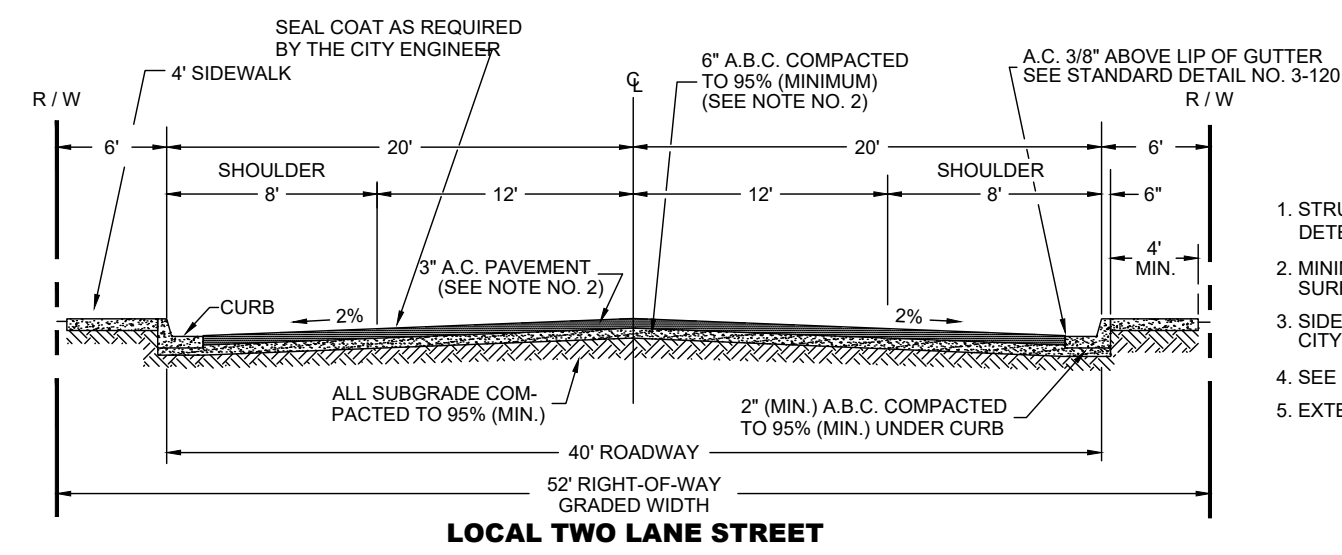 SEAL COAT AS REQUIRED
BY THE CITY ENGINEER
4' SIDEWALK
R / W
℄
6" A.B.C. COMPACTED
TO 95% (MINIMUM)
(SEE NOTE NO. 2)
A.C. 3/8" ABOVE LIP OF GUTTER
SEE STANDARD DETAIL NO. 3-120
R / W
6'
20'
20'
6'
SHOULDER
SHOULDER
8'
12'
12'
8'
6"
4'
MIN.
3" A.C. PAVEMENT
(SEE NOTE NO. 2)
CURB
2%
2%
ALL SUBGRADE COM-
PACTED TO 95% (MIN.)
2" (MIN.) A.B.C. COMPACTED
TO 95% (MIN.) UNDER CURB
40' ROADWAY
52' RIGHT-OF-WAY
GRADED WIDTH
LOCAL TWO LANE STREET
1. STRU
DETE
2. MINI
SUR
3. SIDE
CITY
4. SEE
5. EXTE